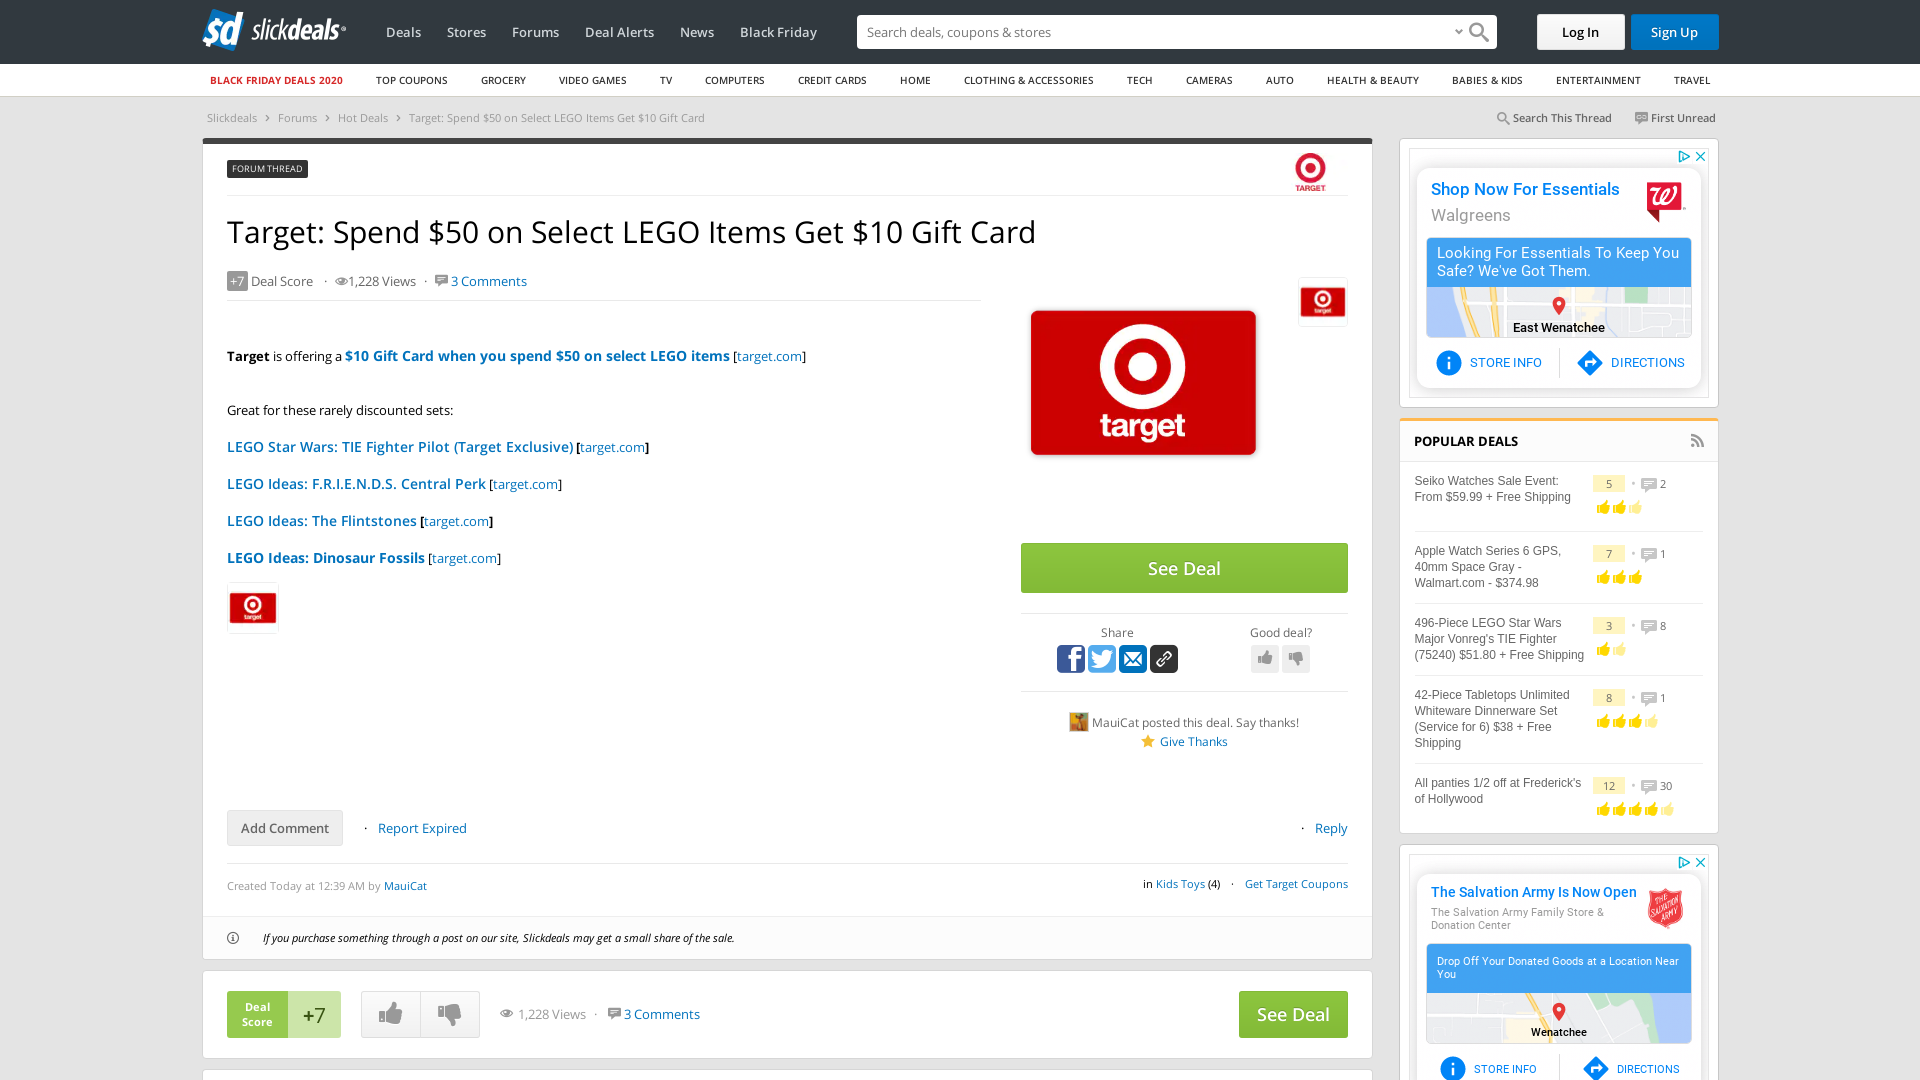 slickdeals
Deals
Stores
Forums
Deal Alerts
News
Black Friday
Search deals, coupons & stores
Log In
Sign Up
BLACK FRIDAY DEALS 2020
TOP COUPONS
GROCERY
VIDEO GAMES
TV
COMPUTERS
CREDIT CARDS
HOME
CLOTHING & ACCESSORIES
TECH
CAMERAS
AUTO
HEALTH & BEAUTY
BABIES & KIDS
ENTERTAINMENT
TRAVEL
Slickdeals > Forums > Hot Deals > Target: Spend $50 on Select LEGO Items Get $10 Gift Card
Search This Thread
First Unread
FORUM THREAD
TARGET
Target: Spend $50 on Select LEGO Items Get $10 Gift Card
+7 Deal Score · 1,228 Views · 3 Comments
Target is offering a $10 Gift Card when you spend $50 on select LEGO items [target.com]
Great for these rarely discounted sets:
LEGO Star Wars: TIE Fighter Pilot (Target Exclusive) [target.com]
LEGO Ideas: F.R.I.E.N.D.S. Central Perk [target.com]
LEGO Ideas: The Flintstones [target.com]
LEGO Ideas: Dinosaur Fossils [target.com]
target
target
target
See Deal
Share
Good deal?
MauiCat posted this deal. Say thanks!
Give Thanks
Add Comment
· Report Expired
· Reply
Created Today at 12:39 AM by MauiCat
in Kids Toys (4) · Get Target Coupons
If you purchase something through a post on our site, Slickdeals may get a small share of the sale.
Deal
Score
+7
1,228 Views · 3 Comments
See Deal
Shop Now For Essentials
Walgreens
Looking For Essentials To Keep You
Safe? We've Got Them.
East Wenatchee
STORE INFO
DIRECTIONS
POPULAR DEALS
Seiko Watches Sale Event:
From $59.99 + Free Shipping
5 · 2
Apple Watch Series 6 GPS,
40mm Space Gray -
Walmart.com - $374.98
7 · 1
496-Piece LEGO Star Wars
Major Vonreg's TIE Fighter
(75240) $51.80 + Free Shipping
3 · 8
42-Piece Tabletops Unlimited
Whiteware Dinnerware Set
(Service for 6) $38 + Free
Shipping
8 · 1
All panties 1/2 off at Frederick's
of Hollywood
12 · 30
The Salvation Army Is Now Open
The Salvation Army Family Store &
Donation Center
Drop Off Your Donated Goods at a Location Near
You
Wenatchee
STORE INFO
DIRECTIONS